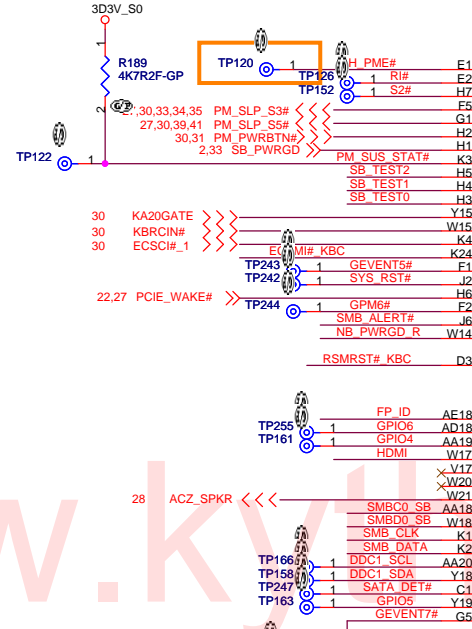 3D3V_S0
1
R189
4K7R2F-GP
2
TP120 1 H_PME# E1
TP126 1 RI# E2
TP152 1 S2# H7
27,30,33,34,35 PM_SLP_S3# F5
27,30,39,41 PM_SLP_S5# G1
30,31 PM_PWRBTN# H2
2,33 SB_PWRGD H1
TP122 1 PM_SUS_STAT# K3
SB_TEST2 H5
SB_TEST1 H4
SB_TEST0 H3
30 KA20GATE Y15
30 KBRCIN# W15
30 ECSCI#_1 K4
KBC K24
TP243 1 GEVENT5# F1
TP242 1 SYS_RST# J2
22,27 PCIE_WAKE# H6
TP244 1 GPM6# F2
SMB_ALERT# J6
NB_PWRGD_R W14
RSMRST#_KBC D3
FP_ID AE18
TP255 1 GPIO6 AD18
TP161 1 GPIO4 AA19
HDMI W17
V17
W20
28 ACZ_SPKR W21
SMBC0_SB AA18
SMBD0_SB W18
SMB_CLK K1
SMB_DATA K2
TP166 1 DDC1_SCL AA20
TP158 1 DDC1_SDA Y18
TP247 1 SATA_DET# C1
TP163 1 GPIO5 Y19
GEVENT7# G5
w.kyt